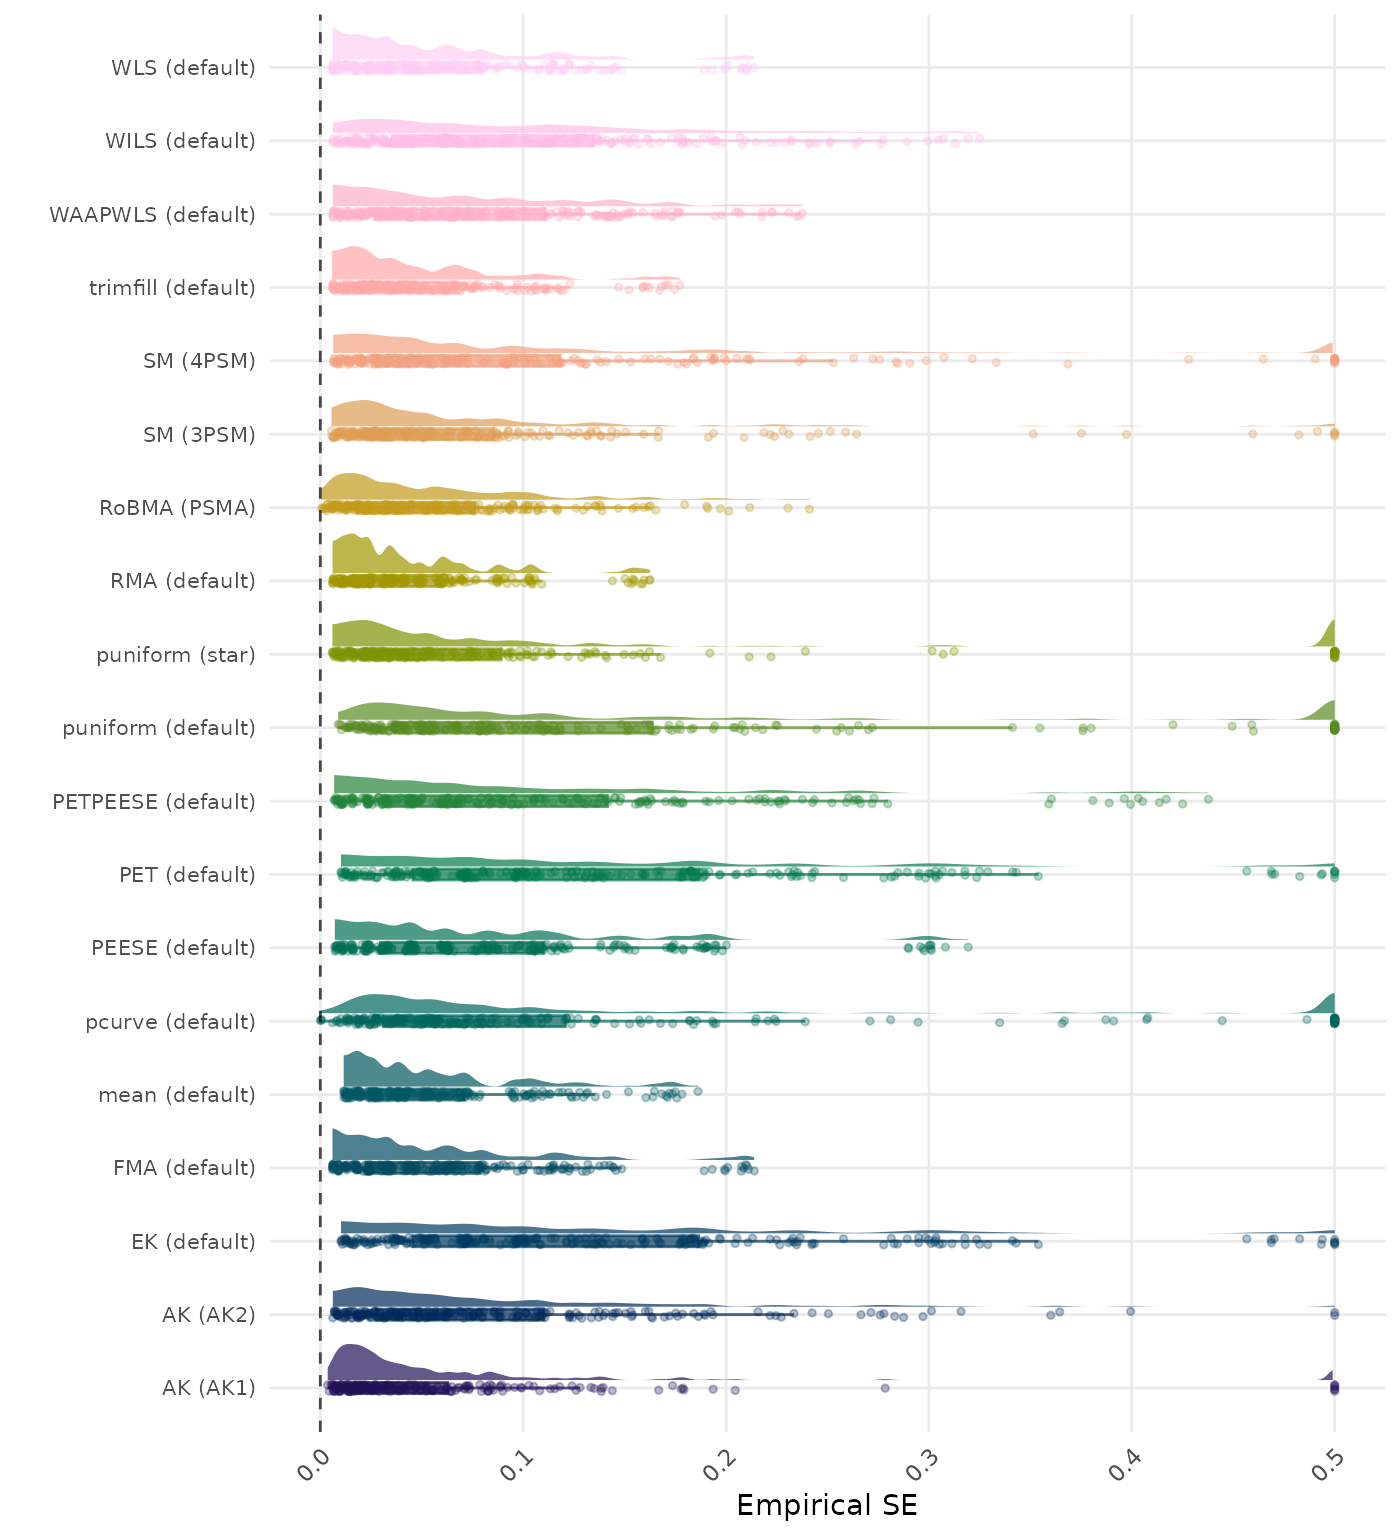 WLS (default)
WILS (default)
WAAPWLS (default)
trimfill (default)
SM (4PSM)
SM (3PSM)
RoBMA (PSMA)
RMA (default)
puniform (star)
puniform (default)
PETPEESE (default)
PET (default)
PEESE (default)
pcurve (default)
mean (default)
FMA (default)
EK (default)
AK (AK2)
AK (AK1)
0.0 0.1 0.2 0.3 0.4 0.5
Empirical SE